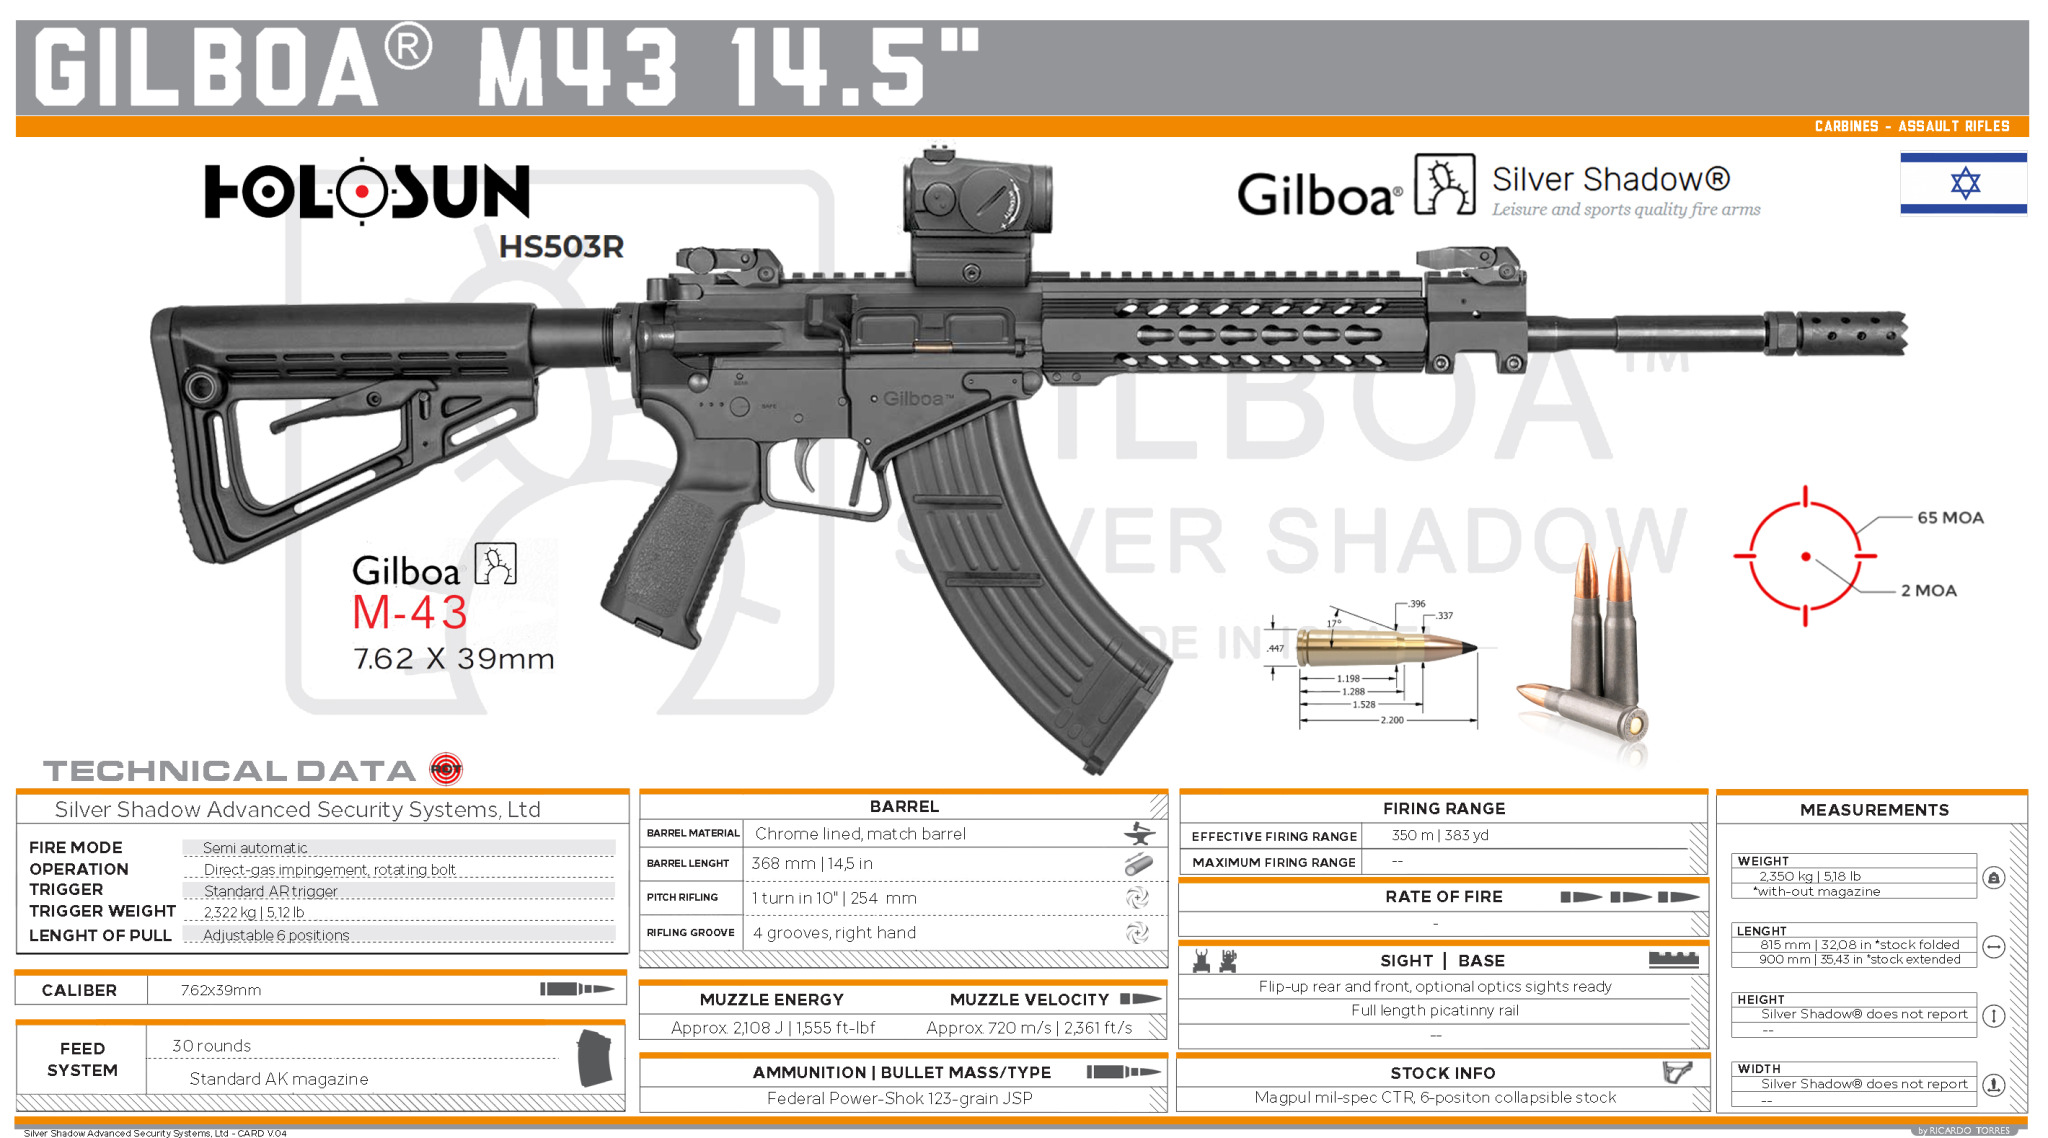 GILBOA® M43 14.5"
CARBINES - ASSAULT RIFLES
HOLOSUN
HS503R
Gilboa®
Silver Shadow®
Leisure and sports quality fire arms
GILBOA™
SILVER SHADOW
Gilboa™
SAFE
Gilboa
M-43
7.62 X 39mm
65 MOA
2 MOA
.396
.337
17°
.447
1.198
1.288
1.528
2.200
TECHNICAL DATA
Silver Shadow Advanced Security Systems, Ltd
FIRE MODE Semi automatic
OPERATION Direct-gas impingement, rotating bolt
TRIGGER Standard AR trigger
TRIGGER WEIGHT 2,322 kg | 5,12 lb
LENGHT OF PULL Adjustable 6 positions
CALIBER 7.62x39mm
FEED SYSTEM
30 rounds
Standard AK magazine
BARREL
BARREL MATERIAL Chrome lined, match barrel
BARREL LENGHT 368 mm | 14,5 in
PITCH RIFLING 1 turn in 10" | 254 mm
RIFLING GROOVE 4 grooves, right hand
MUZZLE ENERGY MUZZLE VELOCITY
Approx. 2,108 J | 1,555 ft-lbf Approx. 720 m/s | 2,361 ft/s
AMMUNITION | BULLET MASS/TYPE
Federal Power-Shok 123-grain JSP
FIRING RANGE
EFFECTIVE FIRING RANGE 350 m | 383 yd
MAXIMUM FIRING RANGE --
RATE OF FIRE
-
SIGHT | BASE
Flip-up rear and front, optional optics sights ready
Full length picatinny rail
--
STOCK INFO
Magpul mil-spec CTR, 6-positon collapsible stock
MEASUREMENTS
WEIGHT
2,350 kg | 5,18 lb
*with-out magazine
LENGHT
815 mm | 32,08 in *stock folded
900 mm | 35,43 in *stock extended
HEIGHT
Silver Shadow® does not report
--
WIDTH
Silver Shadow® does not report
--
Silver Shadow Advanced Security Systems, Ltd - CARD V.04
by RICARDO TORRES